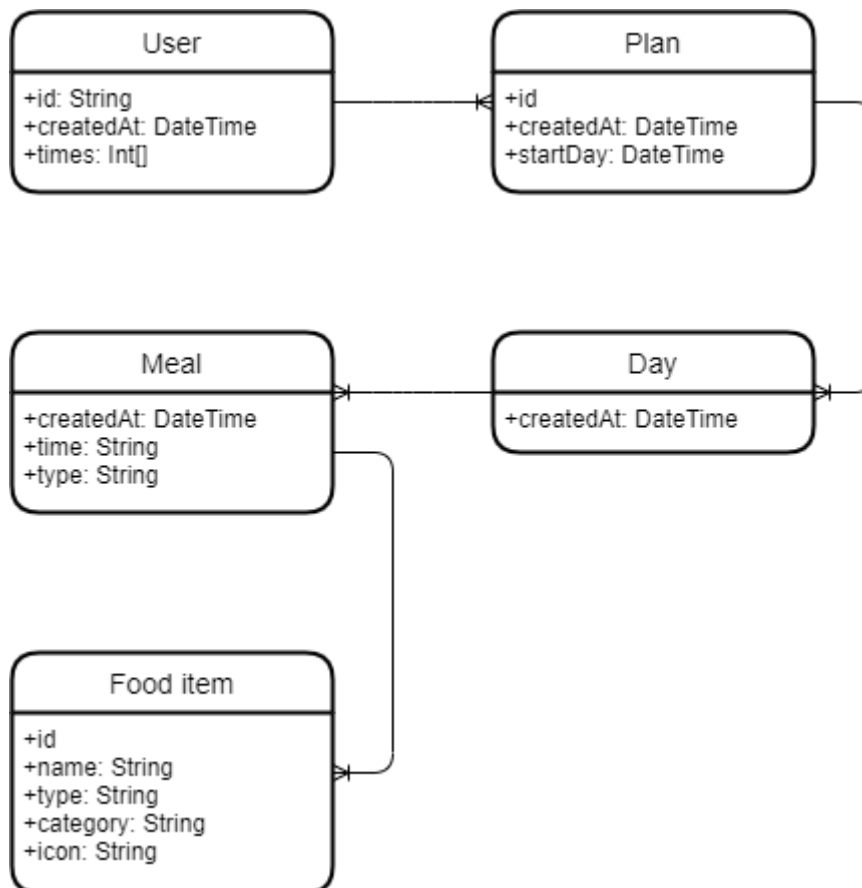 User
+id: String
+createdAt: DateTime
+times: Int[]
Plan
+id
+createdAt: DateTime
+startDay: DateTime
Meal
+createdAt: DateTime
+time: String
+type: String
Day
+createdAt: DateTime
Food item
+id
+name: String
+type: String
+category: String
+icon: String